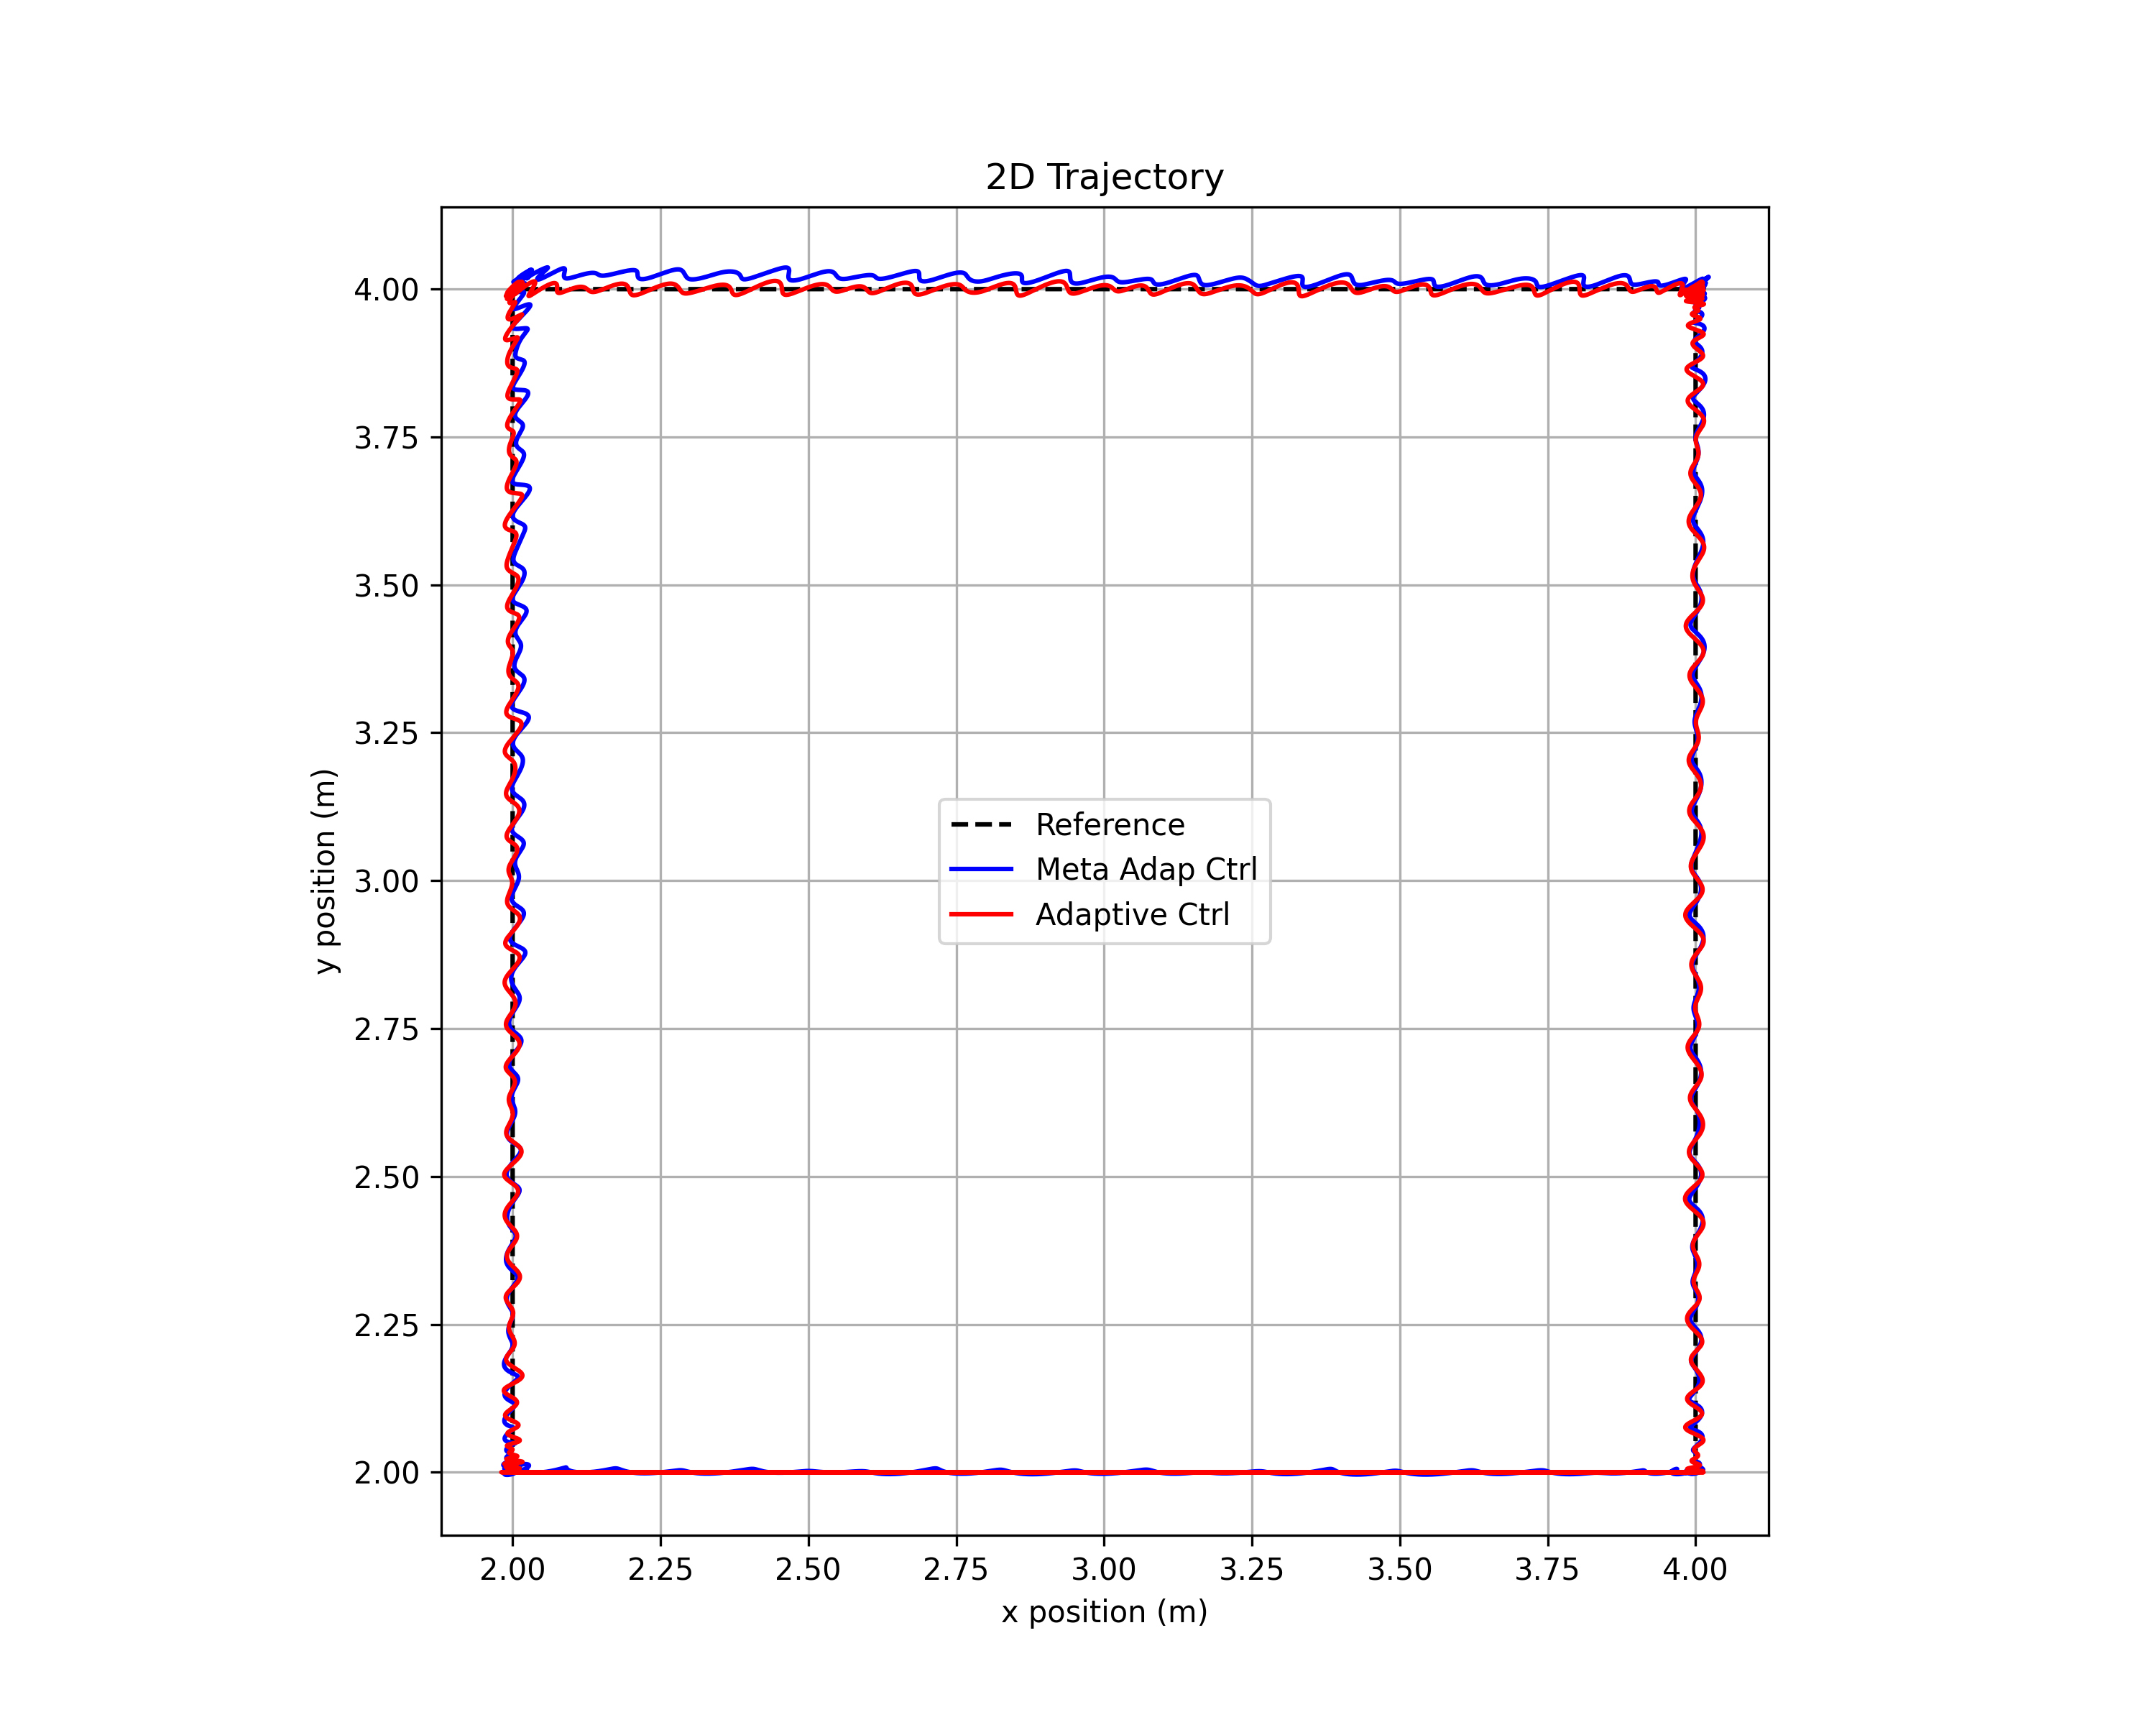 2D Trajectory
4.00
3.75
3.50
3.25
3.00
2.75
2.50
2.25
2.00
y position (m)
Reference
Meta Adap Ctrl
Adaptive Ctrl
2.00 2.25 2.50 2.75 3.00 3.25 3.50 3.75 4.00
x position (m)